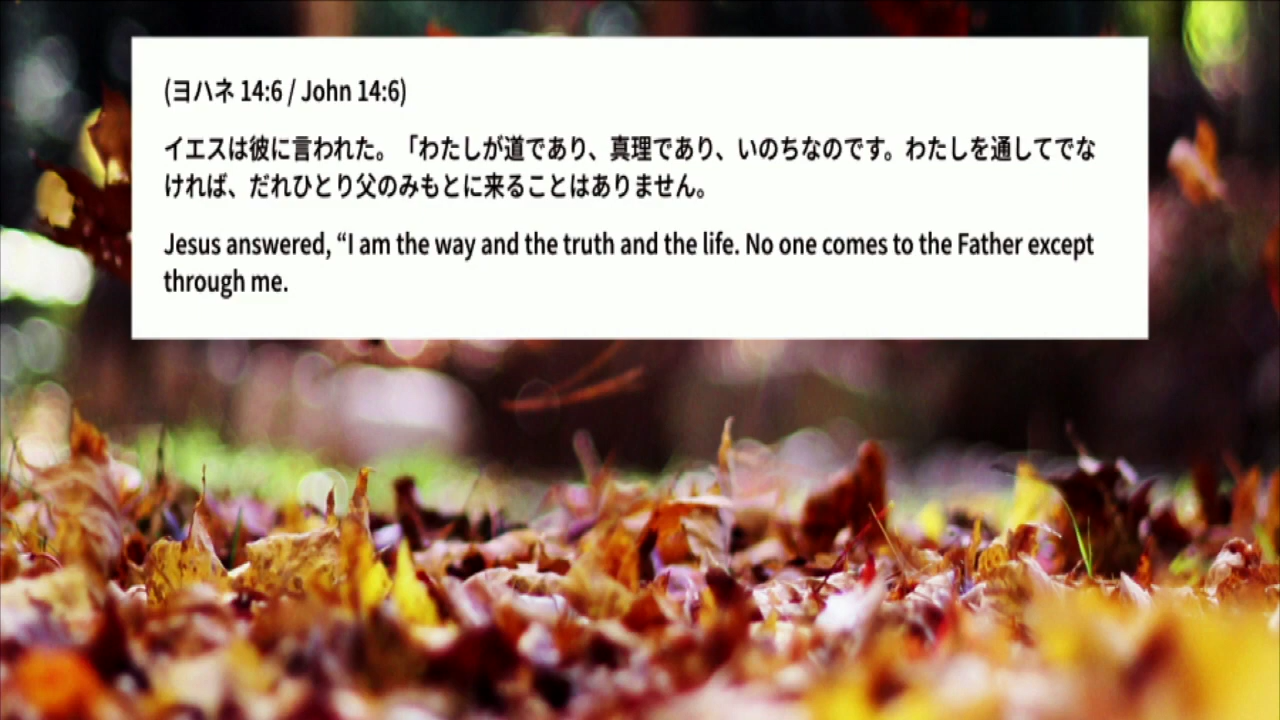 (ヨハネ 14:6 / John 14:6)
イエスは彼に言われた。「わたしが道であり、真理であり、いのちなのです。わたしを通してでな
ければ、だれひとり父のみもとに来ることはありません。
Jesus answered, “I am the way and the truth and the life. No one comes to the Father except
through me.